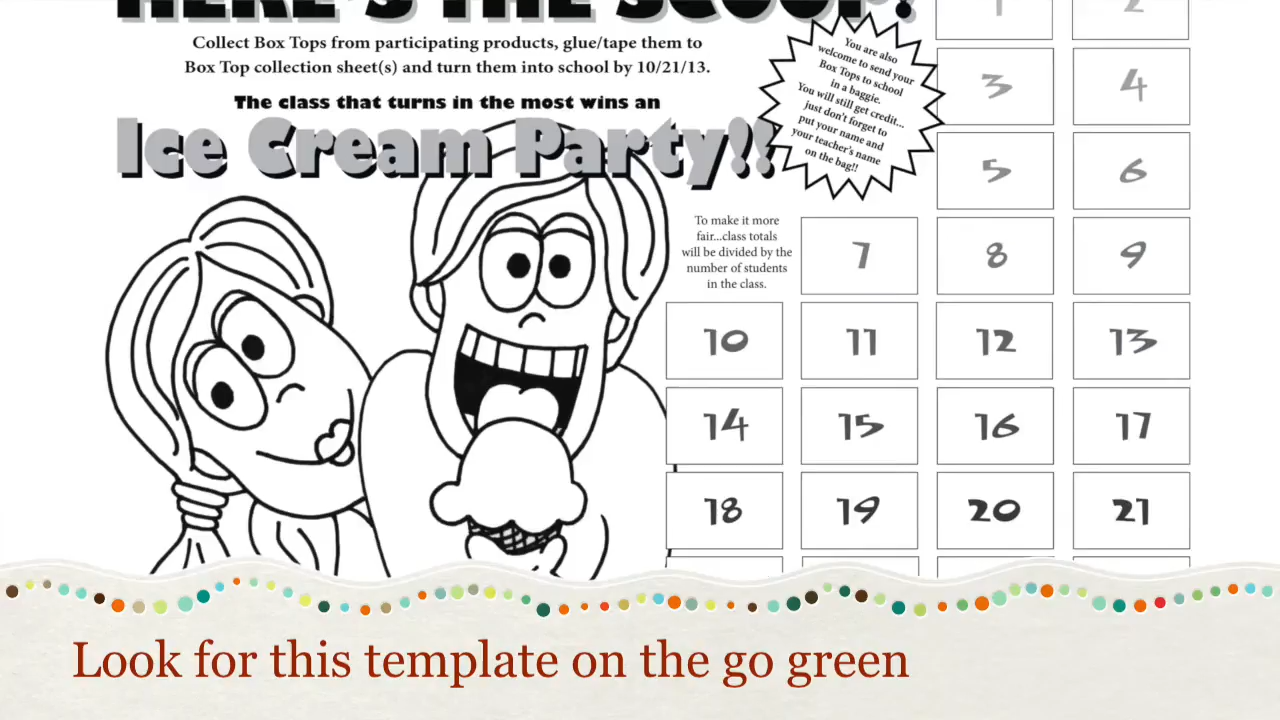 HERE'S THE SCOOP!
Collect Box Tops from participating products, glue/tape them to
Box Top collection sheet(s) and turn them into school by 10/21/13.
The class that turns in the most wins an
Ice Cream Party!!
You are also
welcome to send your
Box Tops to school
in a baggie.
You will still get credit...
just don't forget to
put your name and
your teacher's name
on the bag!!
To make it more
fair...class totals
will be divided by the
number of students
in the class.
1 2
3 4
5 6
7 8 9
10 11 12 13
14 15 16 17
18 19 20 21
Look for this template on the go green